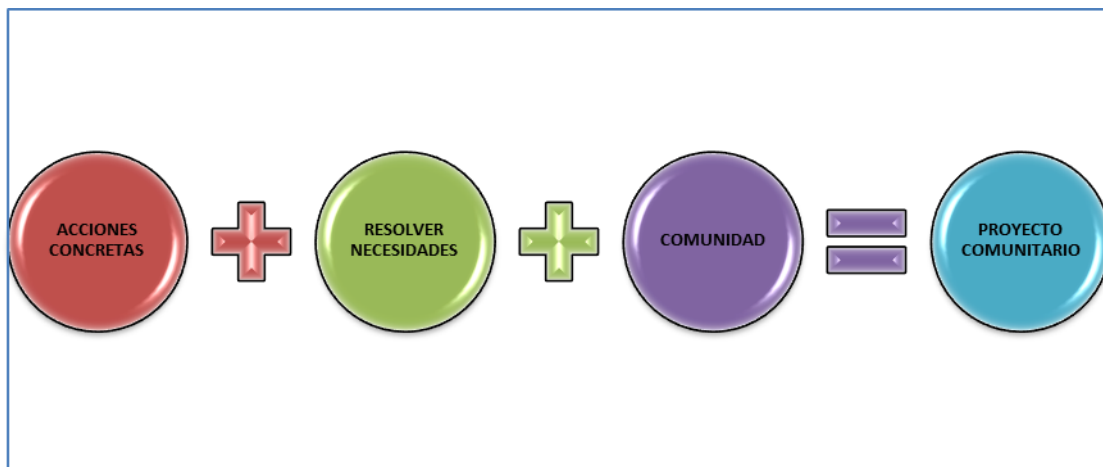 ACCIONES
CONCRETAS
RESOLVER
NECESIDADES
COMUNIDAD
PROYECTO
COMUNITARIO